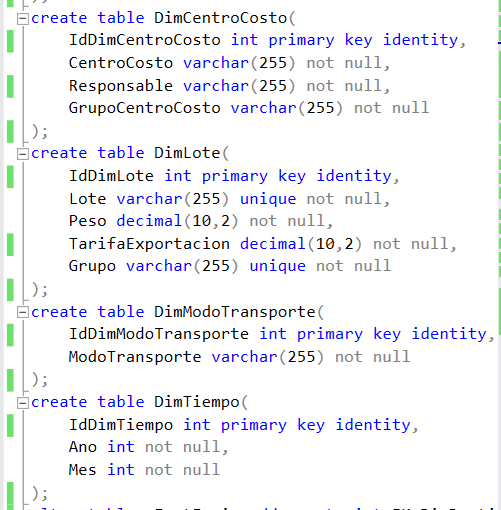 );
create table DimCentroCosto(
IdDimCentroCosto int primary key identity,
CentroCosto varchar(255) not null,
Responsable varchar(255) not null,
GrupoCentroCosto varchar(255) not null
);
create table DimLote(
IdDimLote int primary key identity,
Lote varchar(255) unique not null,
Peso decimal(10,2) not null,
TarifaExportacion decimal(10,2) not null,
Grupo varchar(255) unique not null
);
create table DimModoTransporte(
IdDimModoTransporte int primary key identity,
ModoTransporte varchar(255) not null
);
create table DimTiempo(
IdDimTiempo int primary key identity,
Ano int not null,
Mes int not null
);